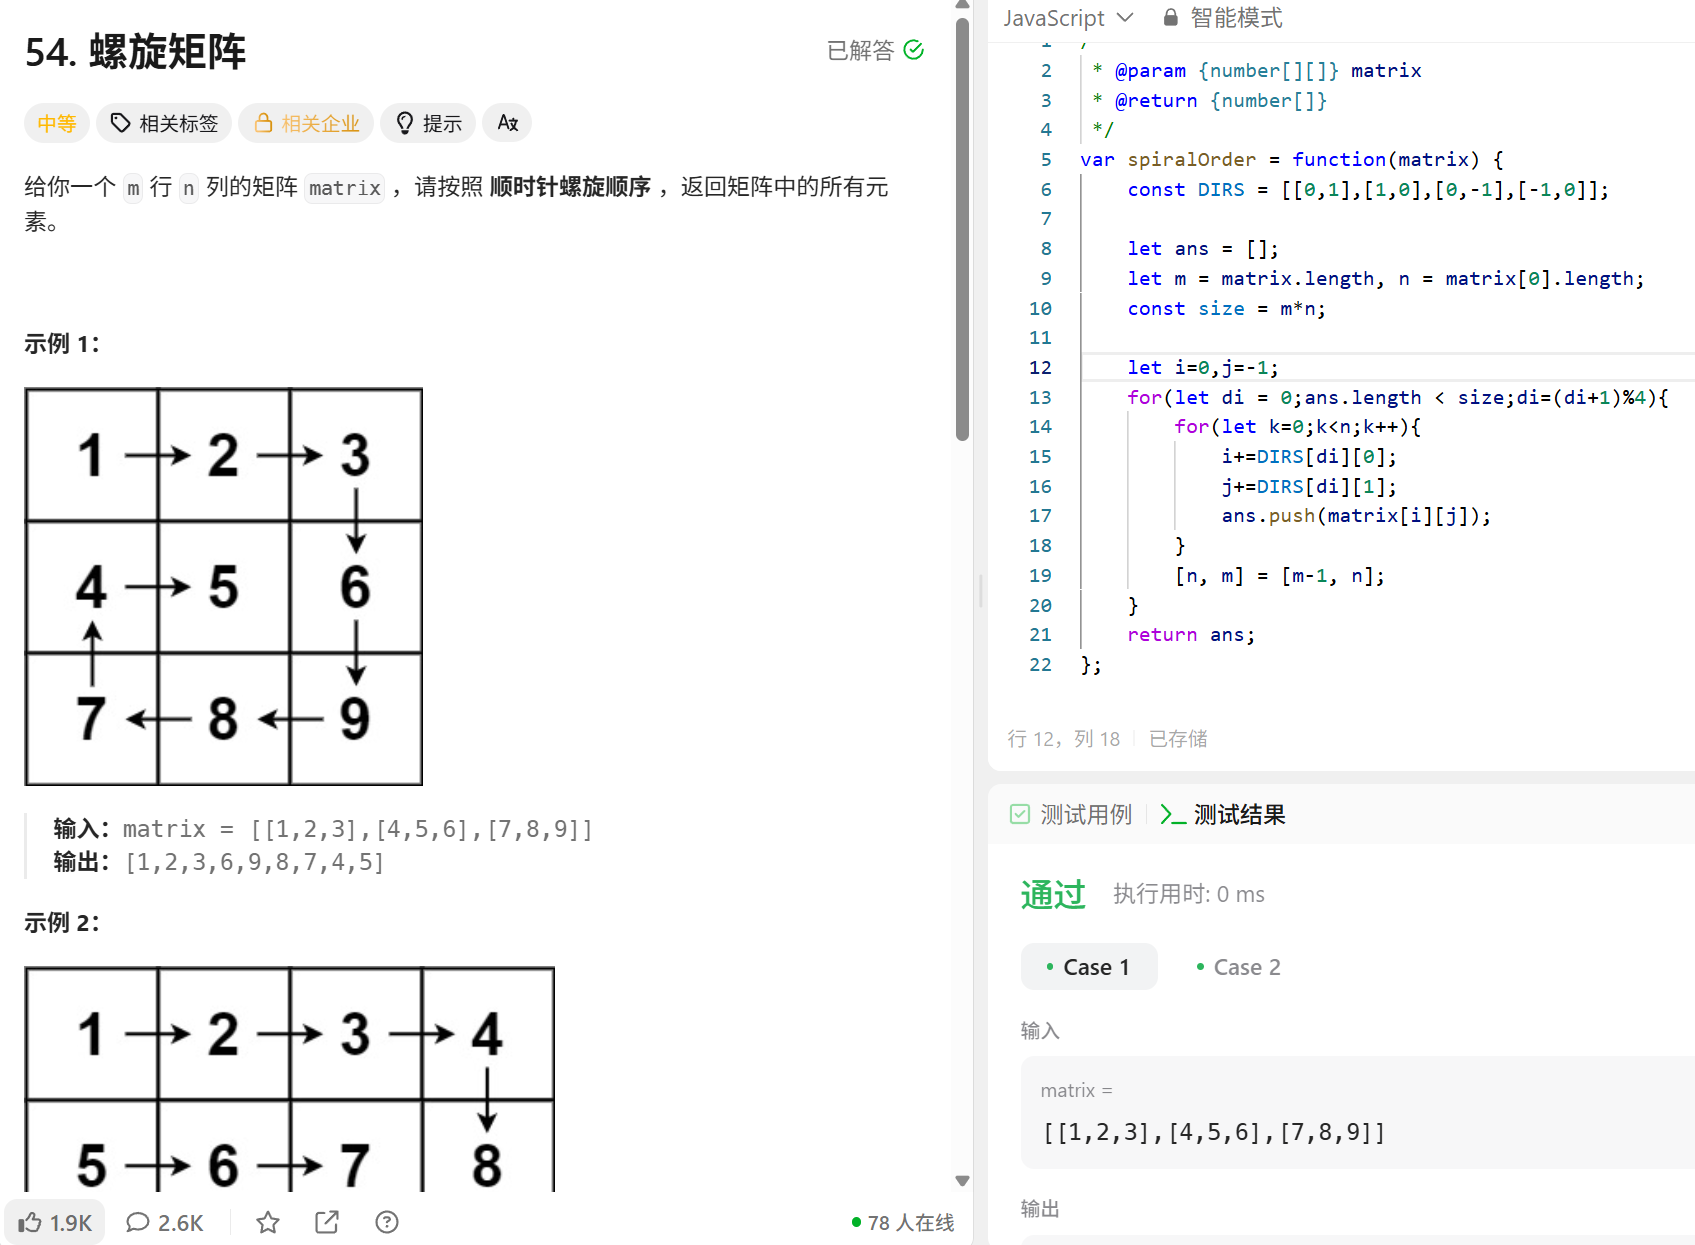 54. 螺旋矩阵
已解答
中等
相关标签
相关企业
提示
给你一个 m 行 n 列的矩阵 matrix ，请按照 顺时针螺旋顺序 ，返回矩阵中的所有元
素。
示例 1：
1 2 3
4 5 6
7 8 9
输入：matrix = [[1,2,3],[4,5,6],[7,8,9]]
输出：[1,2,3,6,9,8,7,4,5]
示例 2：
1 2 3 4
5 6 7 8
1.9K
2.6K
78 人在线
JavaScript
智能模式
2 * @param {number[][]} matrix
3 * @return {number[]}
4 */
5 var spiralOrder = function(matrix) {
6 const DIRS = [[0,1],[1,0],[0,-1],[-1,0]];
7
8 let ans = [];
9 let m = matrix.length, n = matrix[0].length;
10 const size = m*n;
11
12 let i=0,j=-1;
13 for(let di = 0;ans.length < size;di=(di+1)%4){
14 for(let k=0;k<n;k++){
15 i+=DIRS[di][0];
16 j+=DIRS[di][1];
17 ans.push(matrix[i][j]);
18 }
19 [n, m] = [m-1, n];
20 }
21 return ans;
22 };
行 12，列 18
已存储
测试用例
测试结果
通过
执行用时: 0 ms
Case 1
Case 2
输入
matrix =
[[1,2,3],[4,5,6],[7,8,9]]
输出